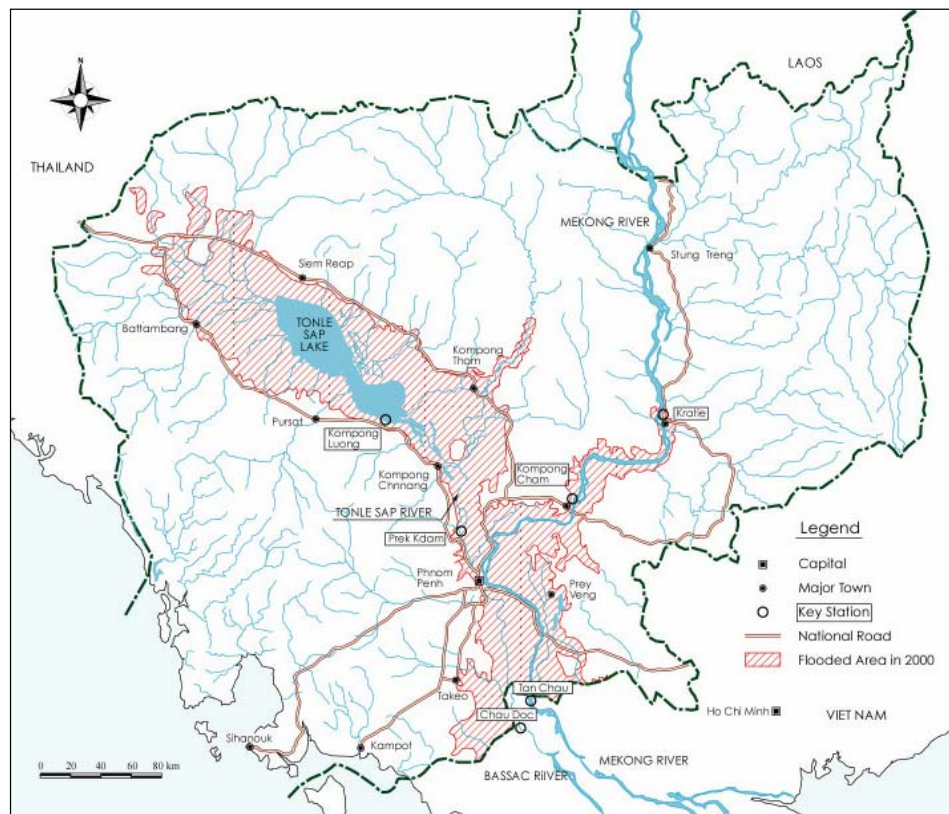 N
LAOS
THAILAND
MEKONG RIVER
Stung Treng
Siem Reap
TONLE
SAP
LAKE
Battambang
Kompong
Thom
Kratie
Pursat
Kompong
Luong
Kompong
Cham
Kompong
Chnnang
TONLE SAP RIVER
Prek Kdam
Phnom
Penh
Prey
Veng
Legend
Capital
Major Town
Key Station
National Road
Flooded Area in 2000
Takeo
Tan Chau
Chau Doc
Ho Chi Minh
VIET NAM
Sihanouk
Kampot
MEKONG RIVER
BASSAC RIIVER
0 20 40 60 80 km